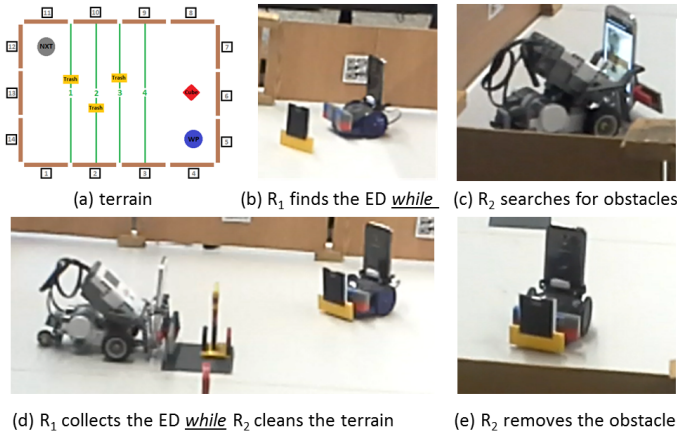 11 10 9 8
12 NXT 7
Trash Trash
13 1 2 3 4 Cube 6
Trash
14 WP 5
1 2 3 4
(a) terrain
(b) R1 finds the ED while
(c) R2 searches for obstacles
(d) R1 collects the ED while R2 cleans the terrain
(e) R2 removes the obstacle